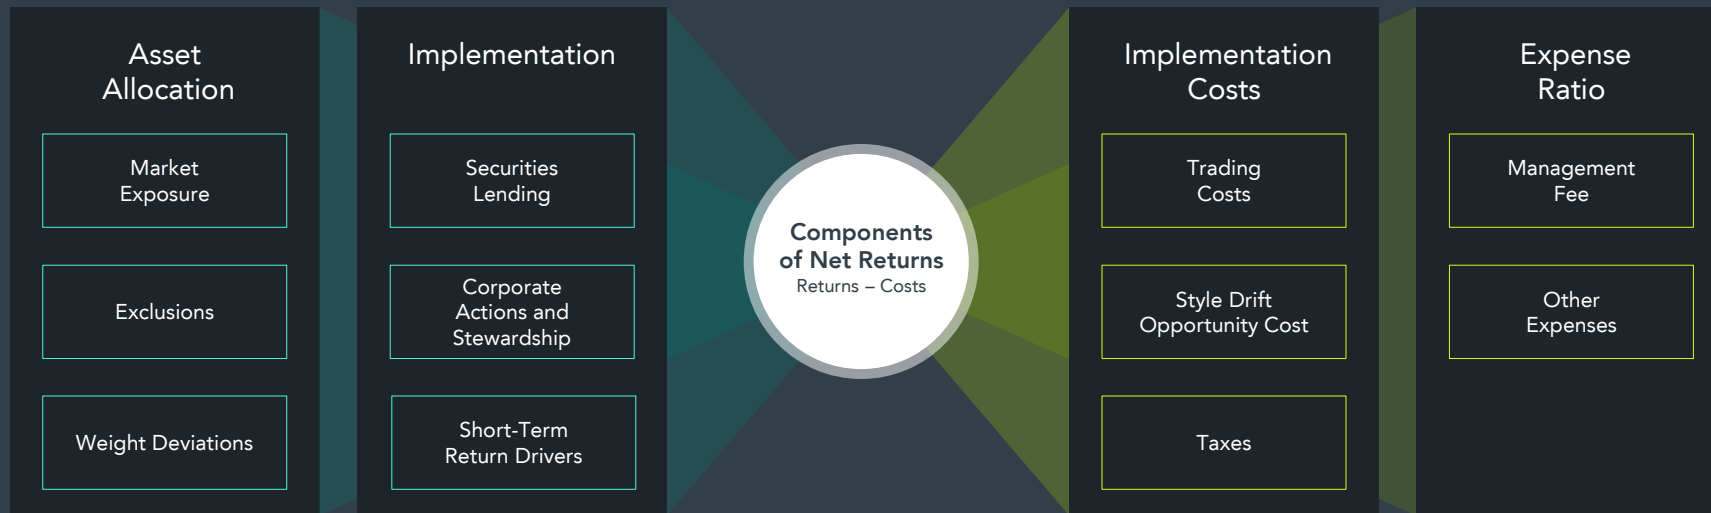 Asset
Allocation
Market
Exposure
Exclusions
Weight Deviations
Implementation
Securities
Lending
Corporate
Actions and
Stewardship
Short-Term
Return Drivers
Components
of Net Returns
Returns – Costs
Implementation
Costs
Trading
Costs
Style Drift
Opportunity Cost
Taxes
Expense
Ratio
Management
Fee
Other
Expenses